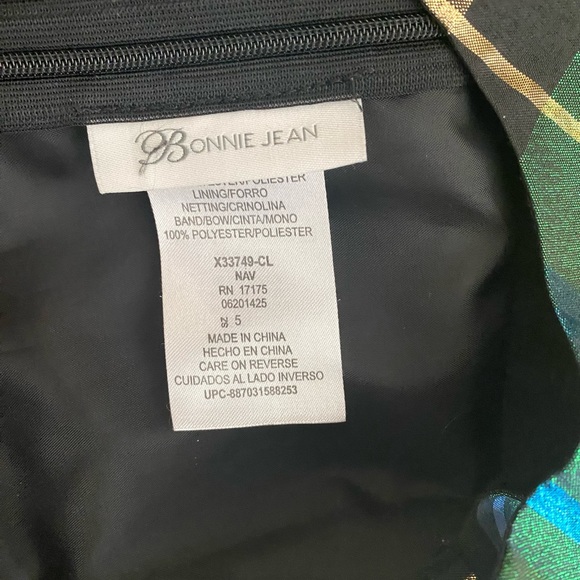 BONNIE JEAN
LINING/FORRO
NETTING/CRINOLINA
BAND/BOW/CINTA/MONO
100% POLYESTER/POLIESTER
X33749-CL
NAV
RN 17175
06201425
5
MADE IN CHINA
HECHO EN CHINA
CARE ON REVERSE
CUIDADOS AL LADO INVERSO
UPC-887031588253